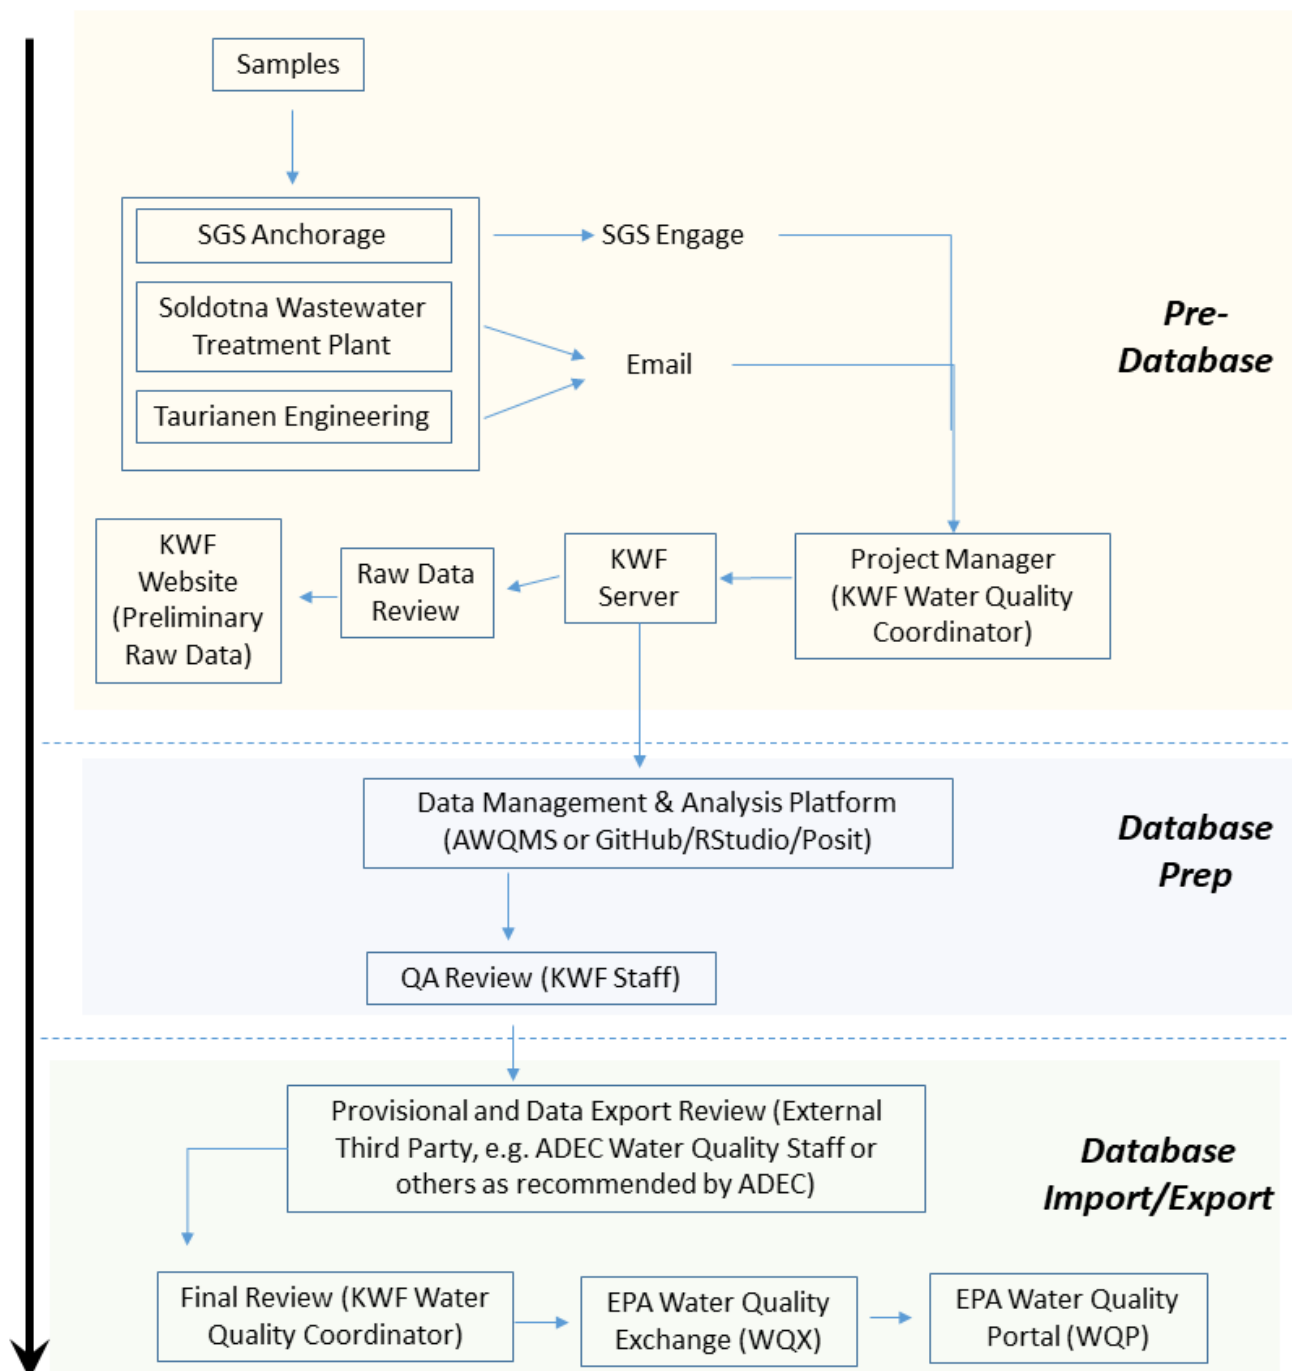 Samples
SGS Anchorage
SGS Engage
Soldotna Wastewater
Treatment Plant
Email
Taurianen Engineering
Pre-
Database
KWF
Website
(Preliminary
Raw Data)
Raw Data
Review
KWF
Server
Project Manager
(KWF Water Quality
Coordinator)
Data Management & Analysis Platform
(AWQMS or GitHub/RStudio/Posit)
Database
Prep
QA Review (KWF Staff)
Provisional and Data Export Review (External
Third Party, e.g. ADEC Water Quality Staff or
others as recommended by ADEC)
Database
Import/Export
Final Review (KWF Water
Quality Coordinator)
EPA Water Quality
Exchange (WQX)
EPA Water Quality
Portal (WQP)